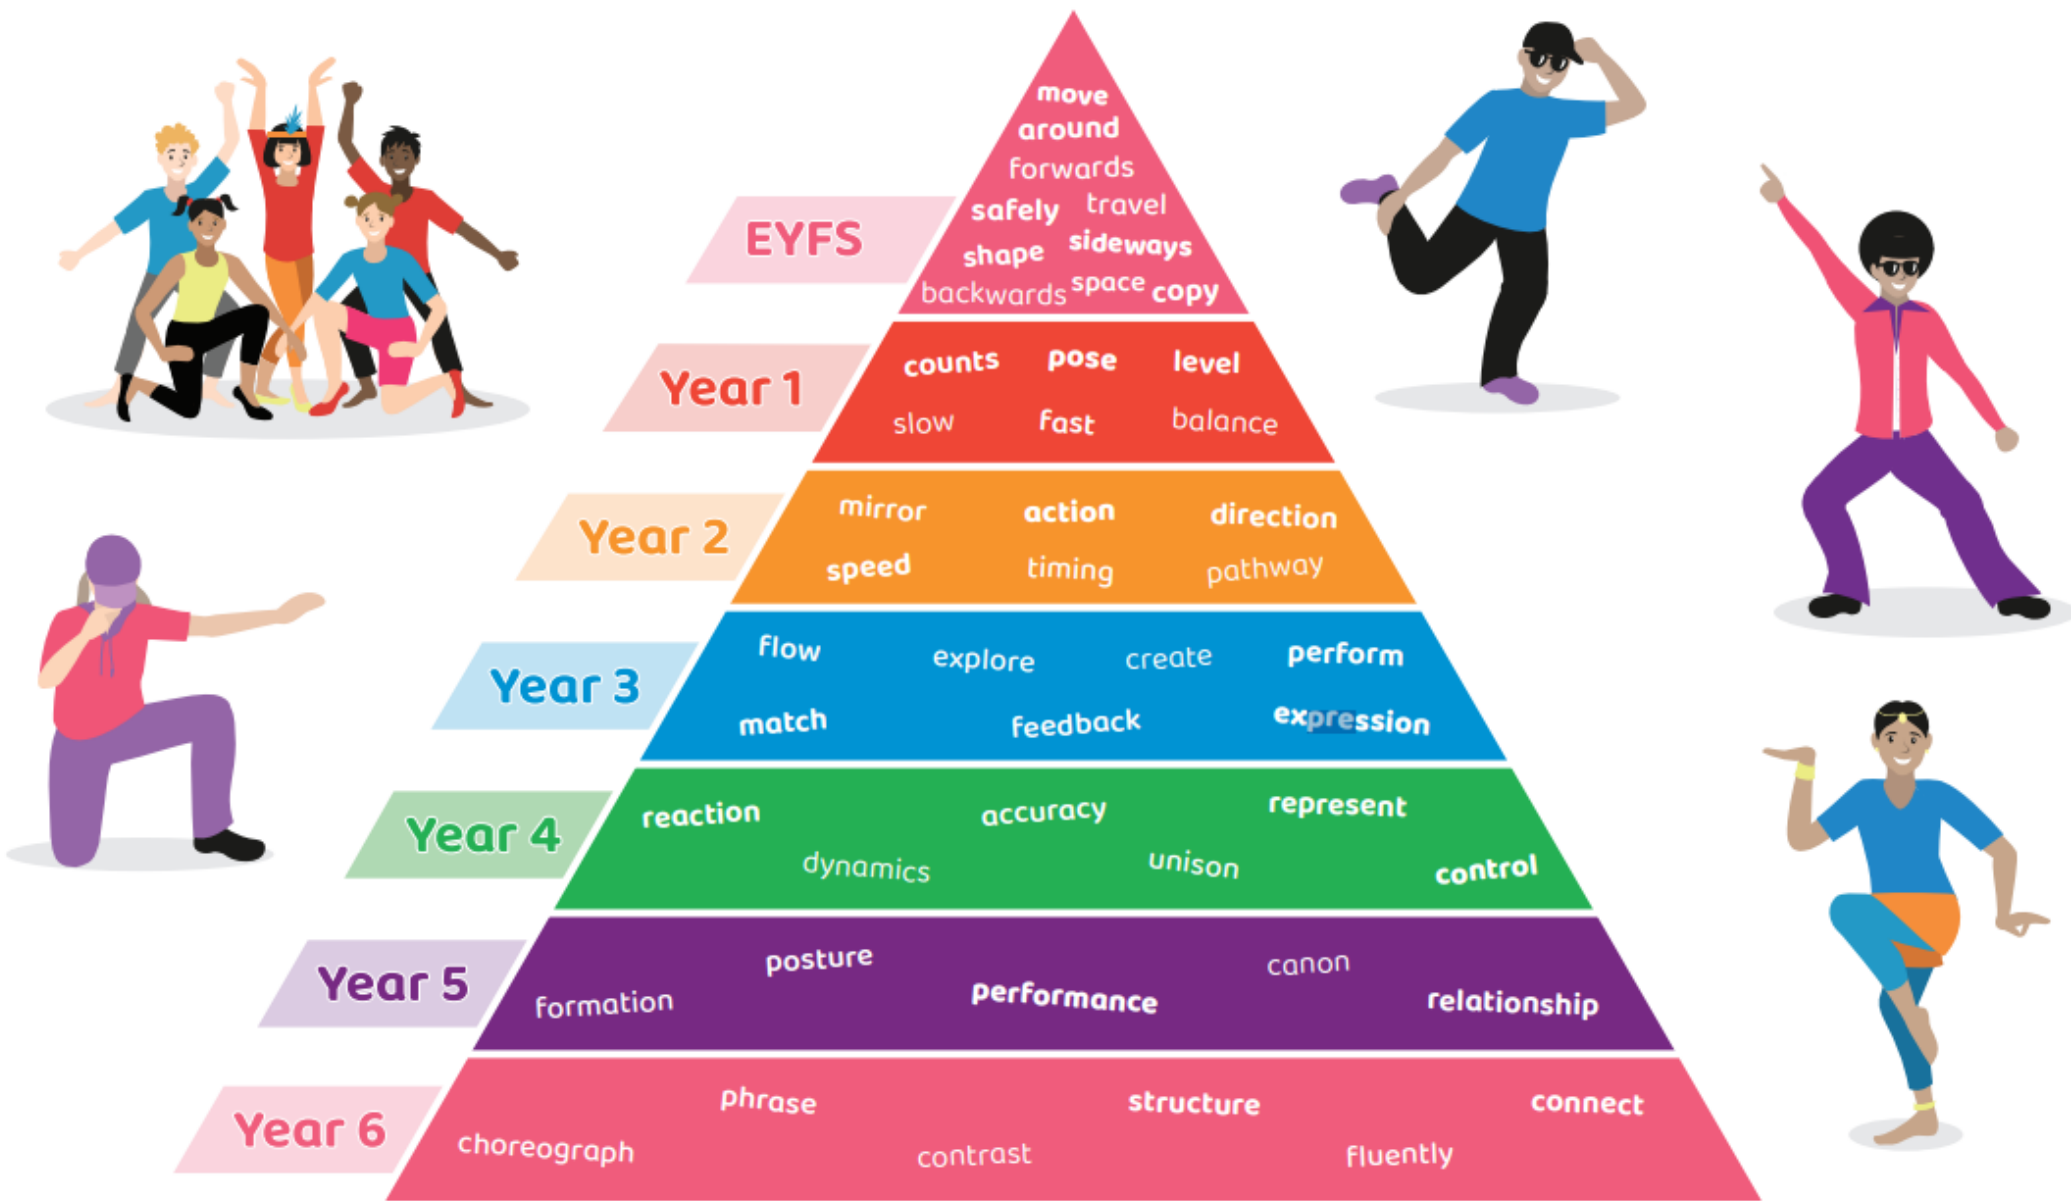 move
around
forwards
safely travel
shape sideways
backwards space copy
EYFS
counts pose level
slow fast balance
Year 1
mirror action direction
speed timing pathway
Year 2
flow explore create perform
match feedback expression
Year 3
reaction accuracy represent
dynamics unison control
Year 4
posture canon
formation performance relationship
Year 5
phrase structure connect
choreograph contrast fluently
Year 6